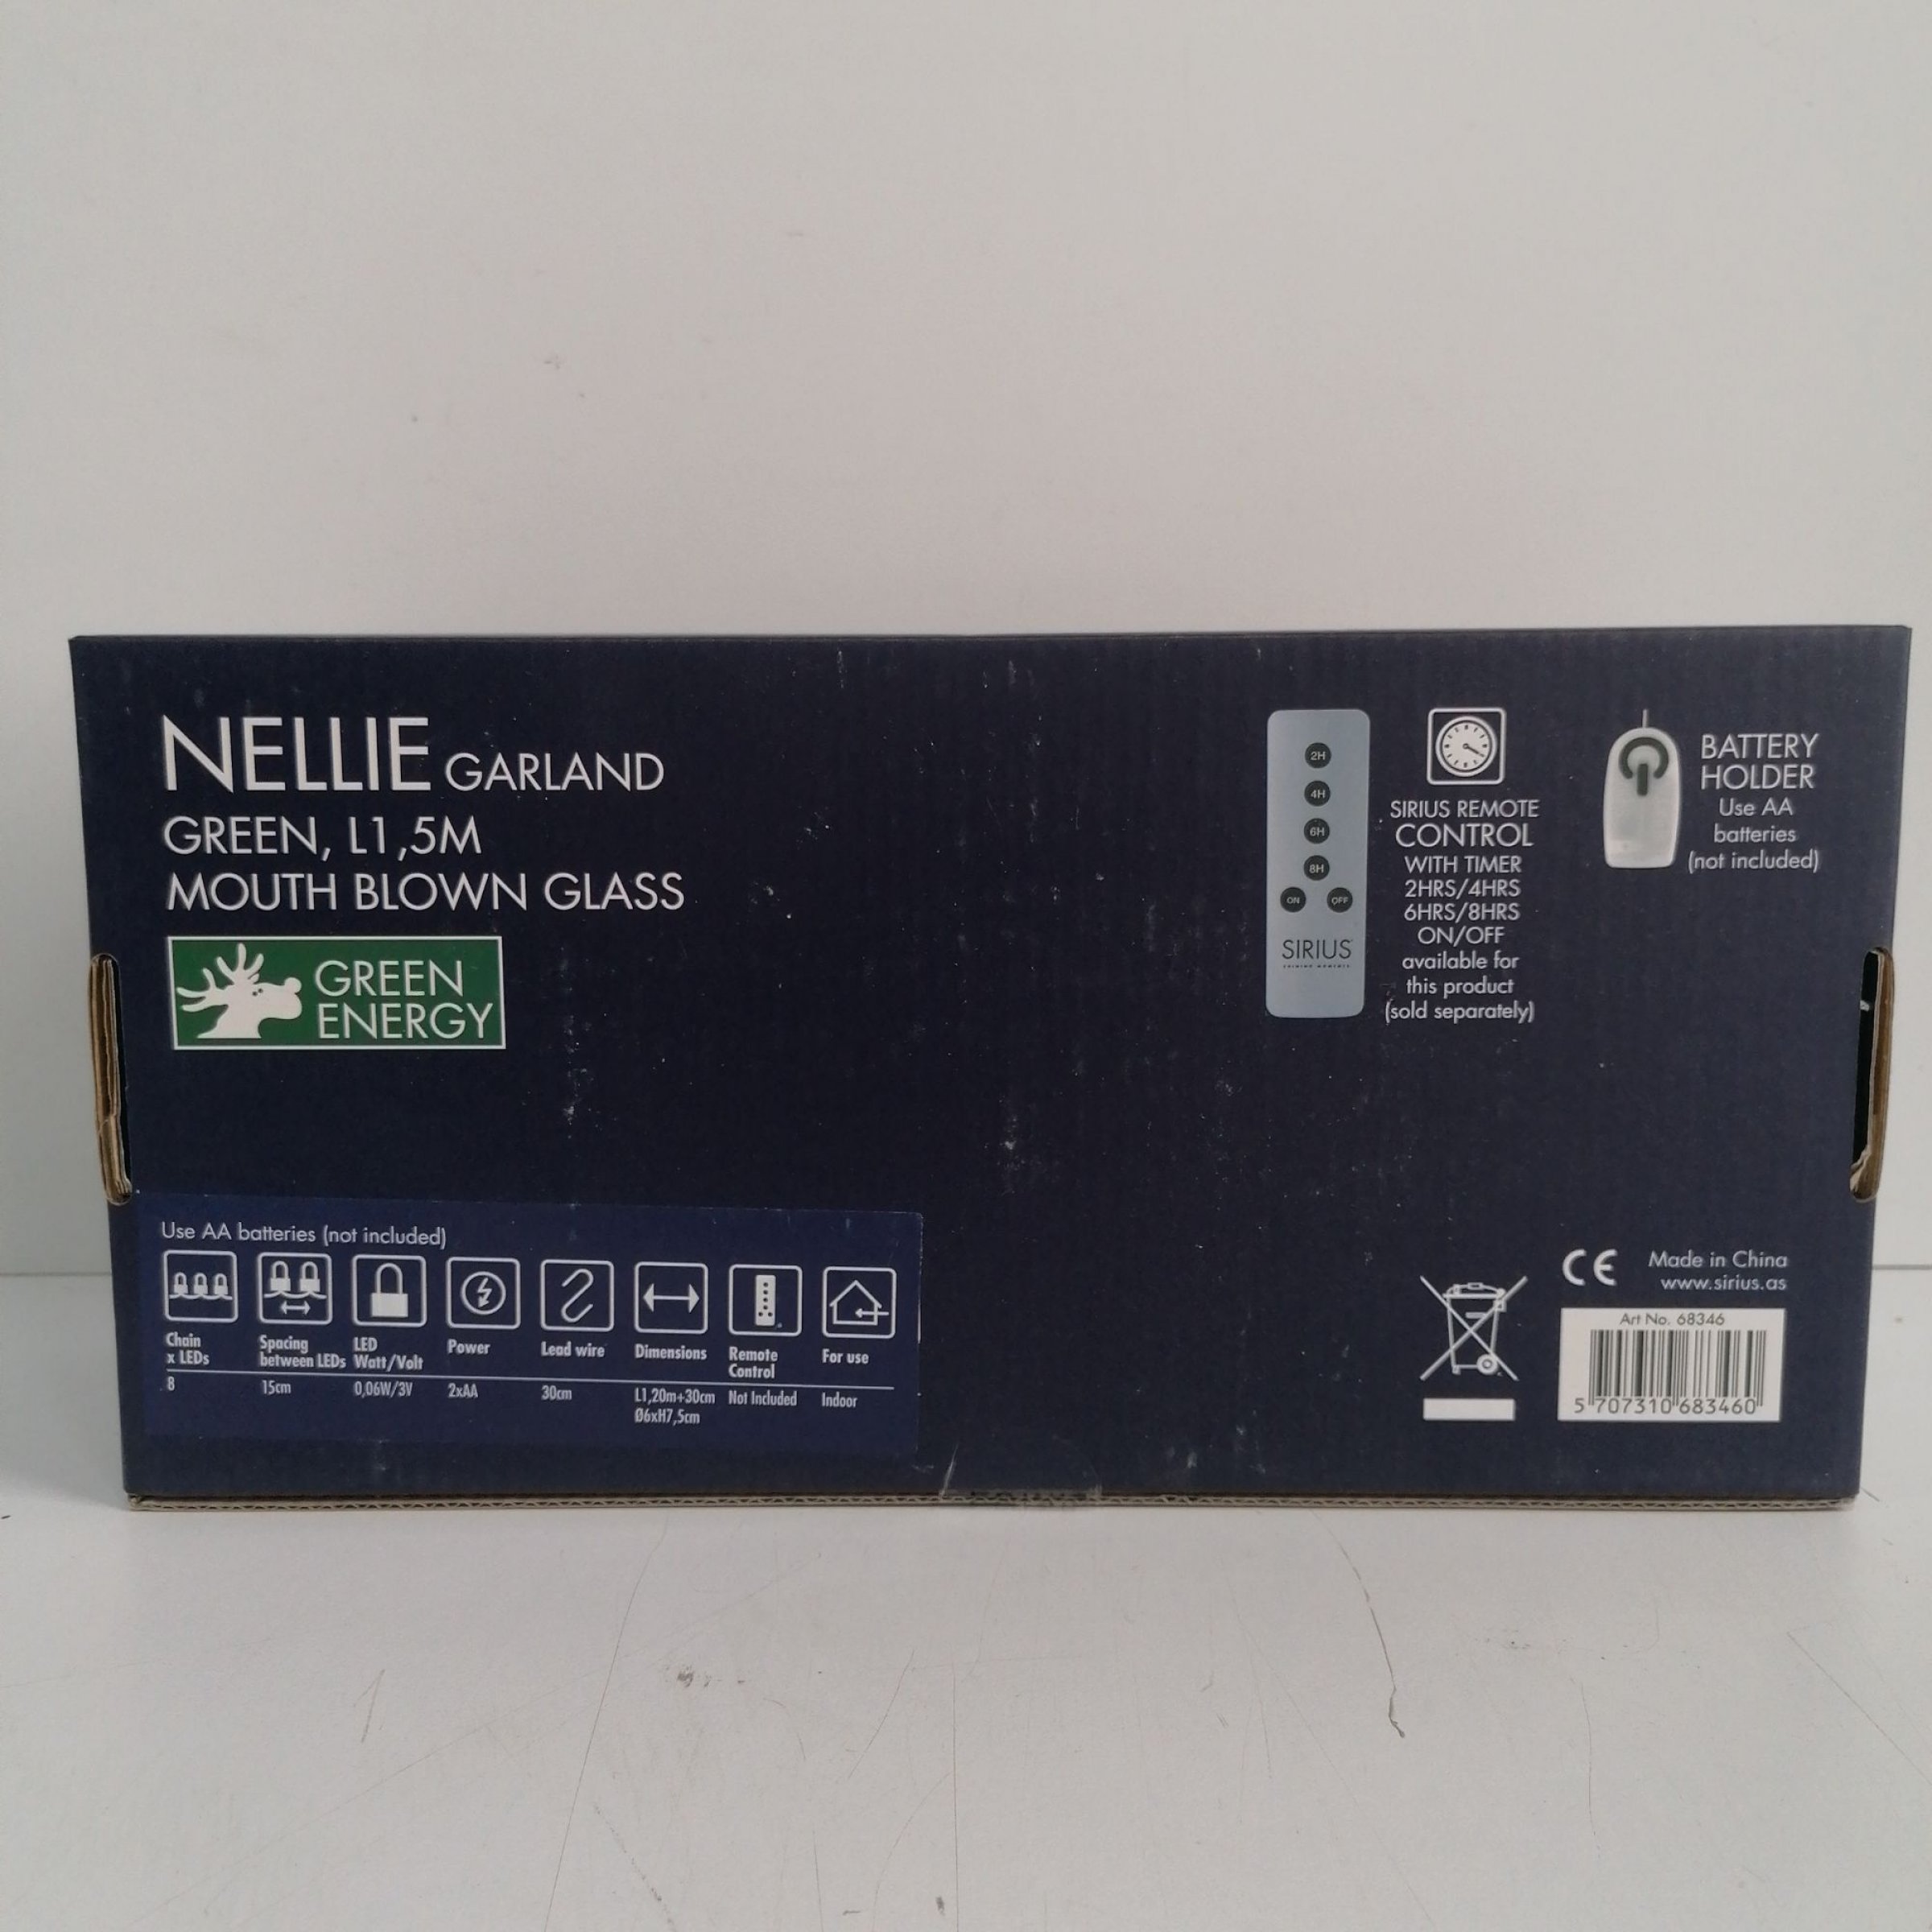 NELLIE GARLAND
GREEN, L1,5M
MOUTH BLOWN GLASS
GREEN
ENERGY
2H
4H
6H
8H
ON OFF
SIRIUS
SIRIUS REMOTE
CONTROL
WITH TIMER
2HRS/4HRS
6HRS/8HRS
ON/OFF
available for
this product
(sold separately)
BATTERY
HOLDER
Use AA
batteries
(not included)
Use AA batteries (not included)
Chain
x LEDs
8
Spacing
between LEDs
15cm
LED
Watt/Volt
0,06W/3V
Power
2xAA
Lead wire
30cm
Dimensions
L1,20m+30cm
Ø6xH7,5cm
Remote
Control
Not Included
For use
Indoor
CE
Made in China
www.sirius.as
Art No. 68346
5 707310 683460